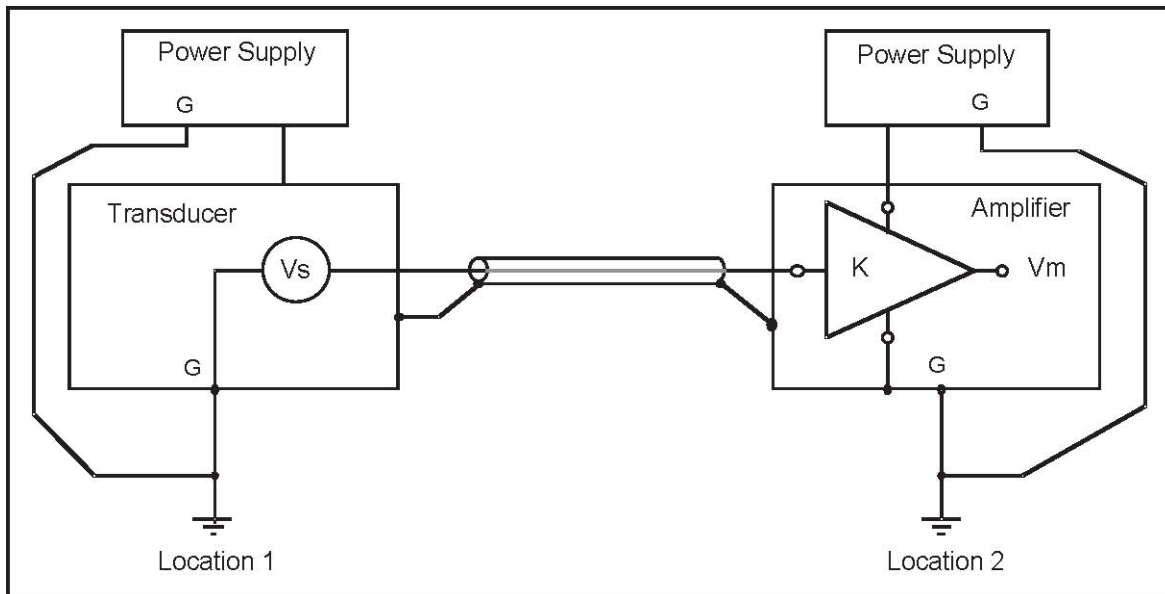 Power Supply
G
Power Supply
G
Transducer
Vs
G
Amplifier
K
Vm
G
Location 1
Location 2